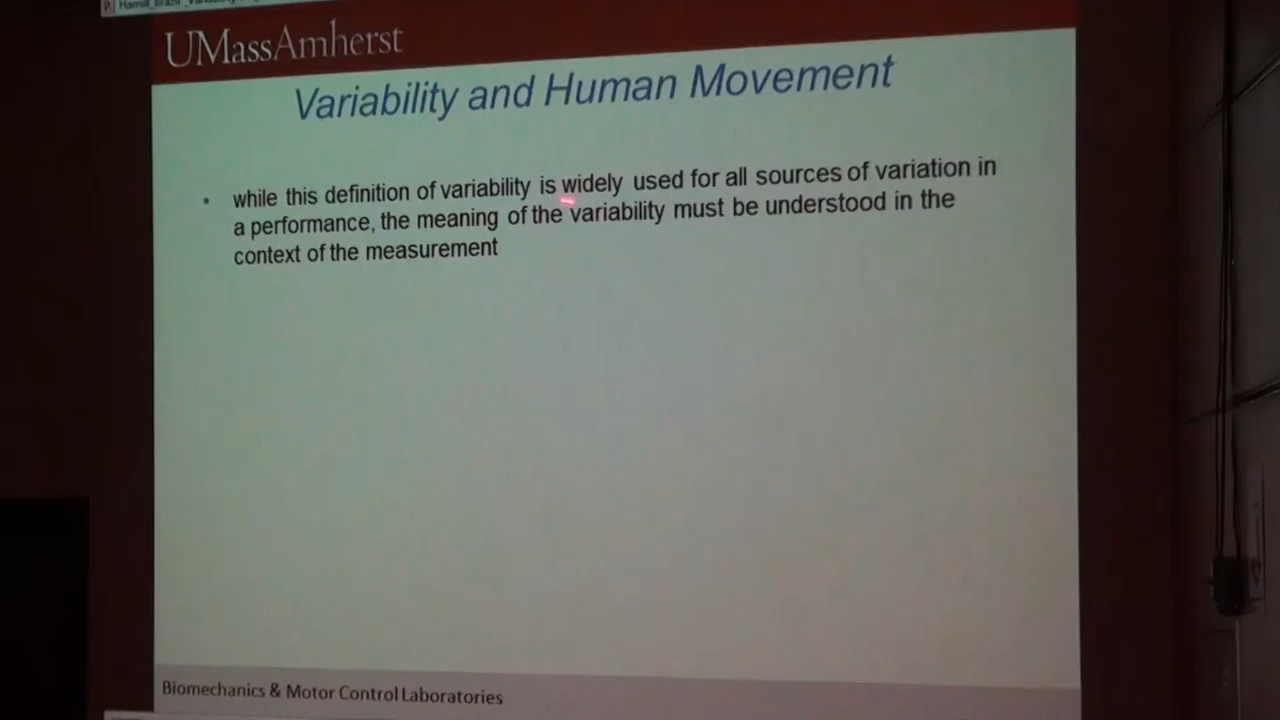 UMassAmherst
Variability and Human Movement
• while this definition of variability is widely used for all sources of variation in
a performance, the meaning of the variability must be understood in the
context of the measurement
Biomechanics & Motor Control Laboratories